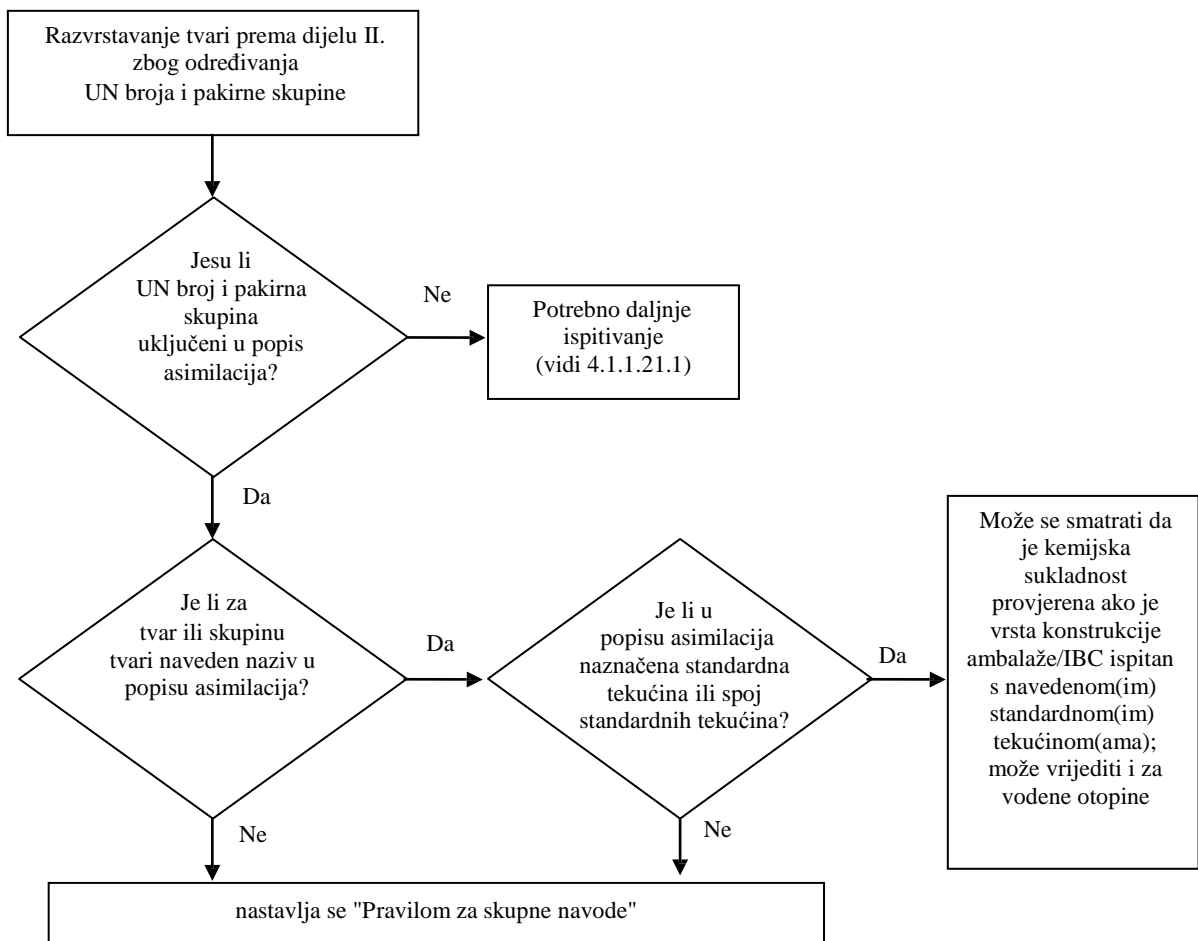 Razvrstavanje tvari prema dijelu II.
zbog određivanja
UN broja i pakirne skupine
Jesu li
UN broj i pakirna
skupina
uključeni u popis
asimilacija?
Ne
Potrebno daljnje
ispitivanje
(vidi 4.1.1.21.1)
Da
Je li za
tvar ili skupinu
tvari naveden naziv u
popisu asimilacija?
Da
Je li u
popisu asimilacija
naznačena standardna
tekućina ili spoj
standardnih tekućina?
Da
Može se smatrati da
je kemijska
sukladnost
provjerena ako je
vrsta konstrukcije
ambalaže/IBC ispitan
s navedenom(im)
standardnom(im)
tekućinom(ama);
može vrijediti i za
vodene otopine
Ne
Ne
nastavlja se "Pravilom za skupne navode"